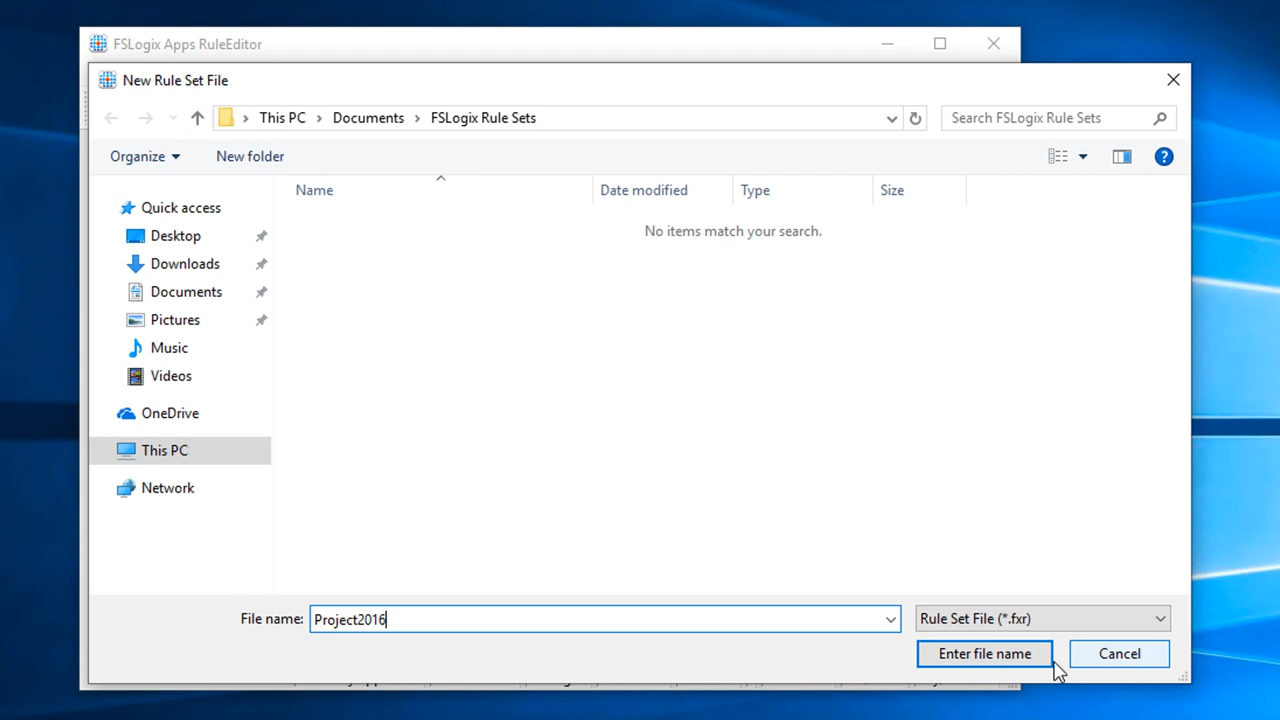 FSLogix Apps RuleEditor
New Rule Set File
This PC > Documents > FSLogix Rule Sets
Search FSLogix Rule Sets
Organize
New folder
Name
Date modified
Type
Size
No items match your search.
Quick access
Desktop
Downloads
Documents
Pictures
Music
Videos
OneDrive
This PC
Network
File name: Project2016
Rule Set File (*.fxr)
Enter file name
Cancel